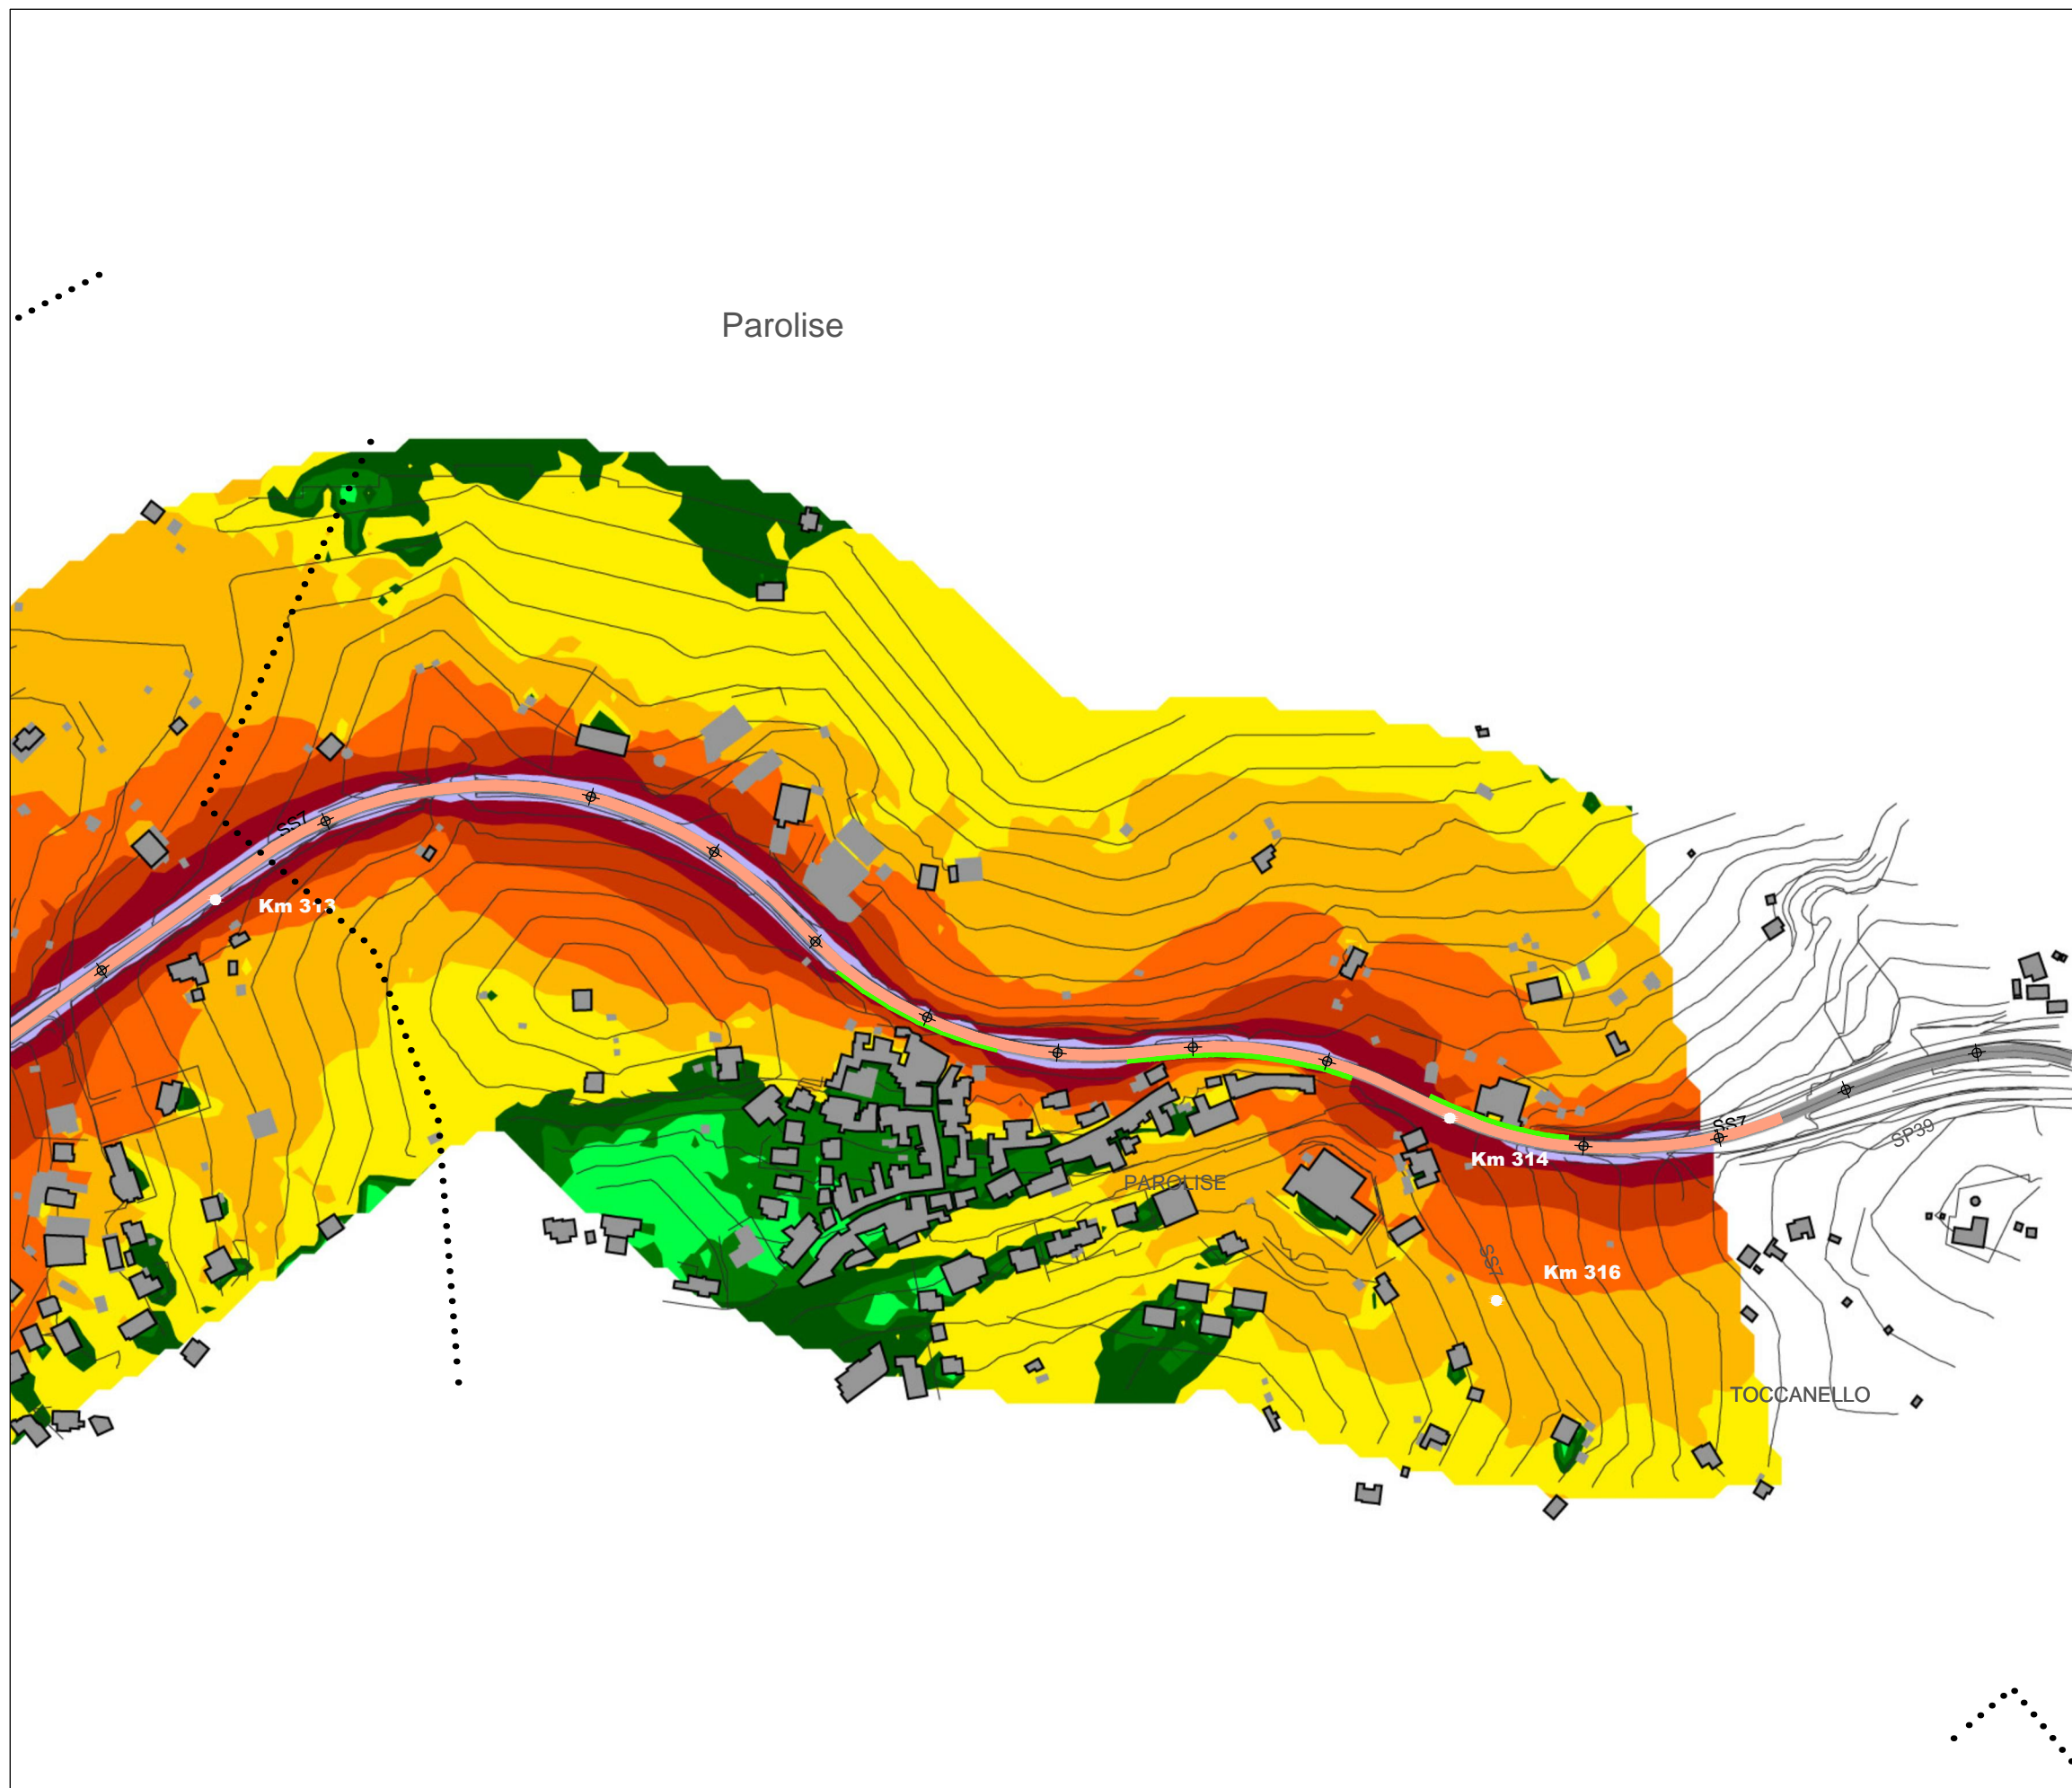 Parolise
SS7
Km 313
SS7
SP39
Km 314
PAROLISE
SS7
Km 316
TOCCANELLO